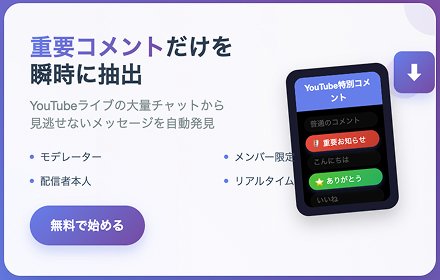 重要コメントだけを
瞬時に抽出
YouTubeライブの大量チャットから
見逃せないメッセージを自動発見
モデレーター
メンバー限定
配信者本人
リアルタイム
無料で始める
YouTube特別コメ
ント
普通のコメント
重要お知らせ
こんにちは
ありがとう
いいね